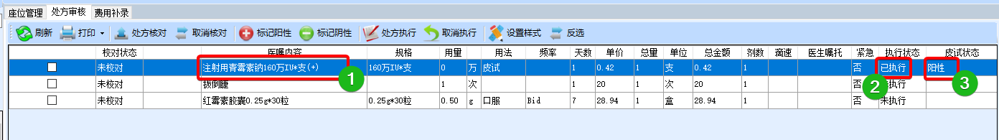 座位管理 处方审核 费用补录
刷新 打印 处方核对 取消核对 标记阳性 标记阴性 处方执行 取消执行 设置样式 反选
校对状态 医嘱内容 规格 用量 用法 频率 天数 单价 总量 单位 总金额 剂数 滴速 医生嘱托 紧急 执行状态 皮试状态
未核对 注射用青霉素钠160万IU*支(+) 160万IU*支 0 万 皮试 1 0.42 1 支 0.42 1 否 已执行 阳性
1 2 3
未核对 拔倒睫 1 次 1 20 1 次 20 1 否 未执行
未核对 红霉素胶囊0.25g*30粒 0.25g*30粒 0.50 g 口服 Bid 7 28.94 1 盒 28.94 1 否 未执行